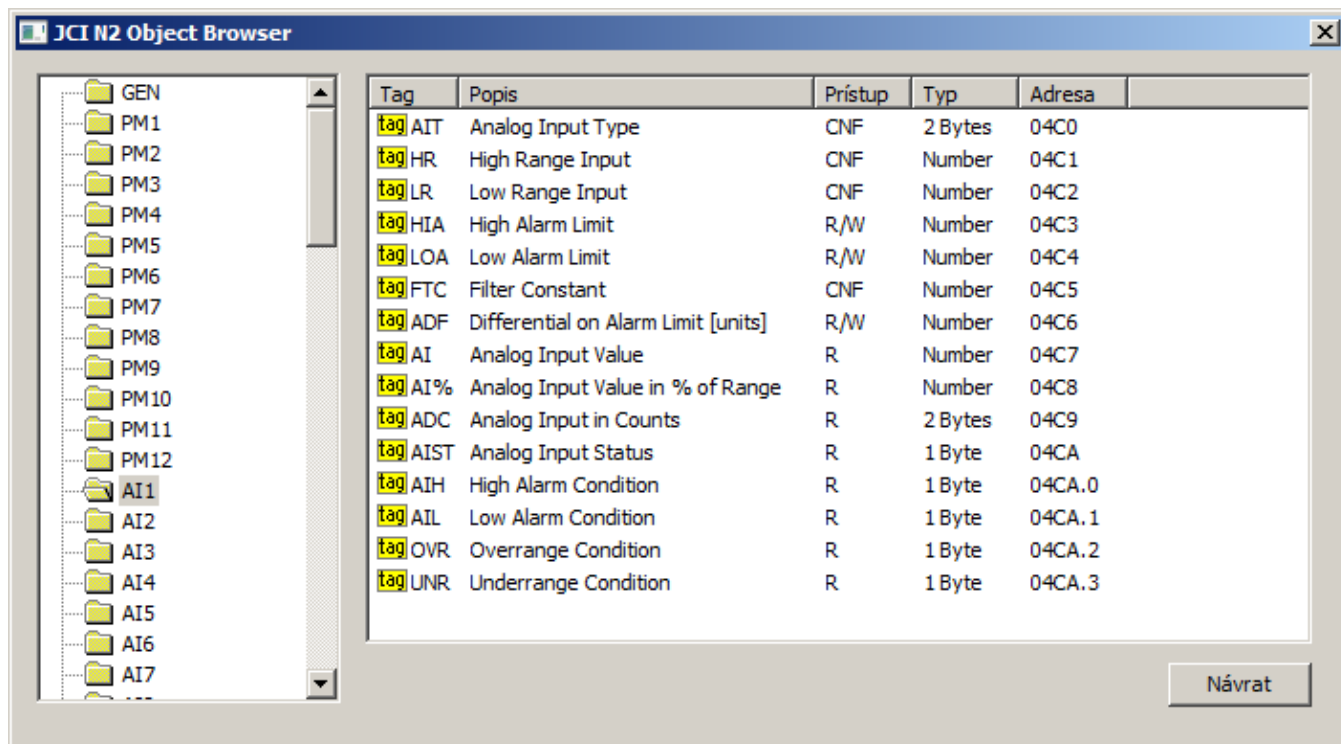 JCI N2 Object Browser
GEN
PM1
PM2
PM3
PM4
PM5
PM6
PM7
PM8
PM9
PM10
PM11
PM12
AI1
AI2
AI3
AI4
AI5
AI6
AI7
Tag Popis Prístup Typ Adresa
tag AIT Analog Input Type CNF 2 Bytes 04C0
tag HR High Range Input CNF Number 04C1
tag LR Low Range Input CNF Number 04C2
tag HIA High Alarm Limit R/W Number 04C3
tag LOA Low Alarm Limit R/W Number 04C4
tag FTC Filter Constant CNF Number 04C5
tag ADF Differential on Alarm Limit [units] R/W Number 04C6
tag AI Analog Input Value R Number 04C7
tag AI% Analog Input Value in % of Range R Number 04C8
tag ADC Analog Input in Counts R 2 Bytes 04C9
tag AIST Analog Input Status R 1 Byte 04CA
tag AIH High Alarm Condition R 1 Byte 04CA.0
tag AIL Low Alarm Condition R 1 Byte 04CA.1
tag OVR Overrange Condition R 1 Byte 04CA.2
tag UNR Underrange Condition R 1 Byte 04CA.3
Návrat